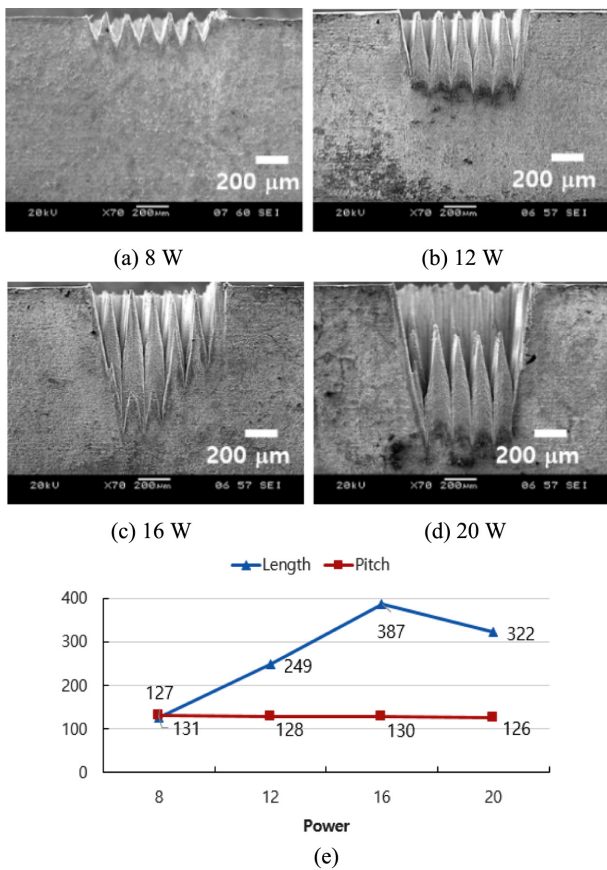 200 μm
20kV X70 200μm 07 60 SEI
(a) 8 W
200 μm
20kV X70 200μm 06 57 SEI
(b) 12 W
200 μm
20kV X70 200μm 06 57 SEI
(c) 16 W
200 μm
20kV X70 200μm 06 57 SEI
(d) 20 W
Length Pitch
400
300
200
100
0
127
131
249
128
387
130
322
126
8 12 16 20
Power
(e)